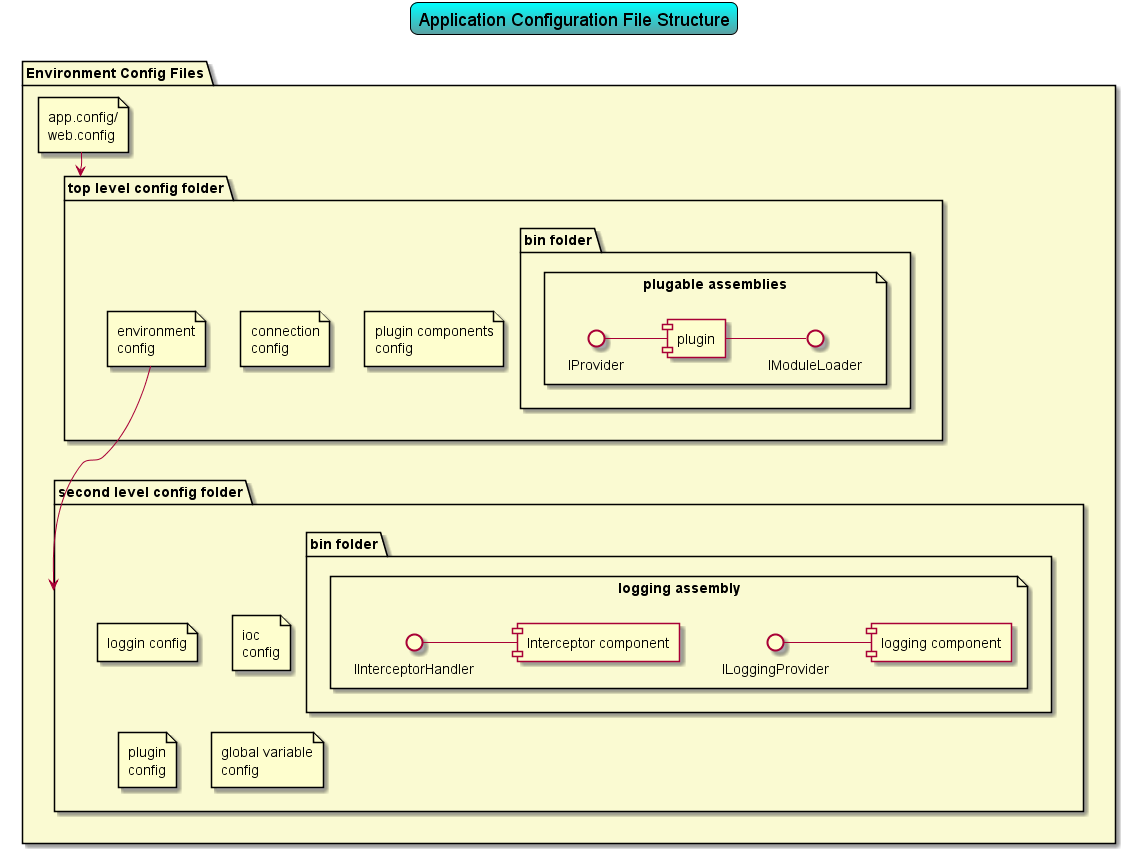 Application Configuration File Structure
Environment Config Files
app.config/
web.config
top level config folder
bin folder
plugable assemblies
environment
config
connection
config
plugin components
config
plugin
IProvider
IModuleLoader
second level config folder
bin folder
logging assembly
loggin config
ioc
config
Interceptor component
logging component
IInterceptorHandler
ILoggingProvider
plugin
config
global variable
config